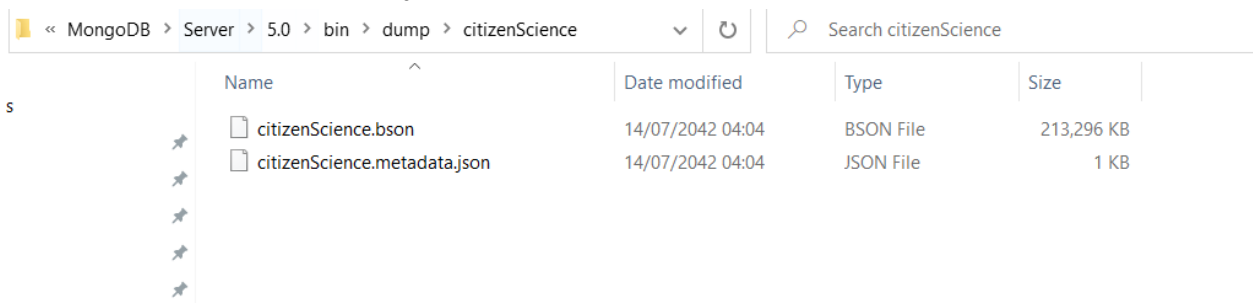 « MongoDB > Server > 5.0 > bin > dump > citizenScience Search citizenScience
Name Date modified Type Size
s
citizenScience.bson 14/07/2042 04:04 BSON File 213,296 KB
citizenScience.metadata.json 14/07/2042 04:04 JSON File 1 KB